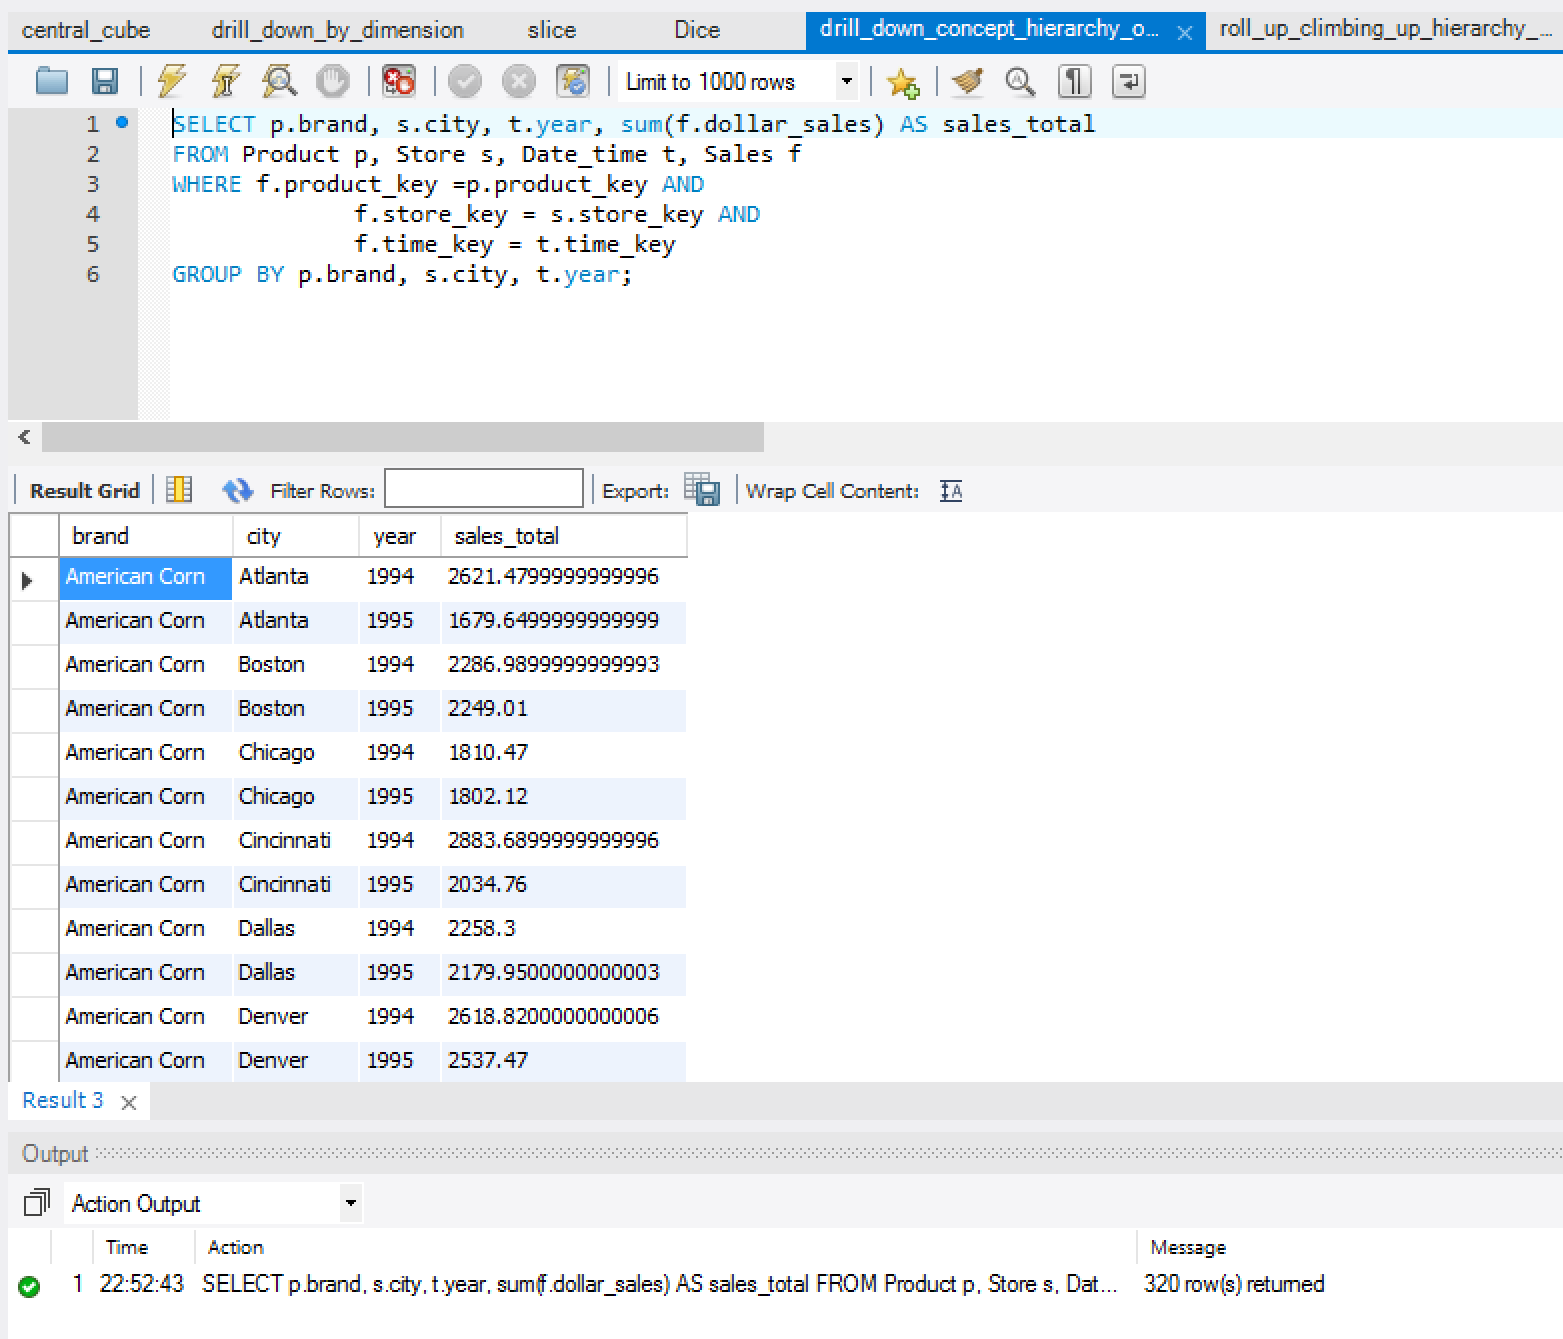 central_cube drill_down_by_dimension slice Dice drill_down_concept_hierarchy_o... roll_up_climbing_up_hierarchy_...
Limit to 1000 rows
1 SELECT p.brand, s.city, t.year, sum(f.dollar_sales) AS sales_total
2 FROM Product p, Store s, Date_time t, Sales f
3 WHERE f.product_key =p.product_key AND
4 f.store_key = s.store_key AND
5 f.time_key = t.time_key
6 GROUP BY p.brand, s.city, t.year;
Result Grid Filter Rows: Export: Wrap Cell Content:
brand city year sales_total
American Corn Atlanta 1994 2621.4799999999996
American Corn Atlanta 1995 1679.6499999999999
American Corn Boston 1994 2286.9899999999993
American Corn Boston 1995 2249.01
American Corn Chicago 1994 1810.47
American Corn Chicago 1995 1802.12
American Corn Cincinnati 1994 2883.6899999999996
American Corn Cincinnati 1995 2034.76
American Corn Dallas 1994 2258.3
American Corn Dallas 1995 2179.9500000000003
American Corn Denver 1994 2618.8200000000006
American Corn Denver 1995 2537.47
Result 3
Output
Action Output
Time Action Message
1 22:52:43 SELECT p.brand, s.city, t.year, sum(f.dollar_sales) AS sales_total FROM Product p, Store s, Dat... 320 row(s) returned